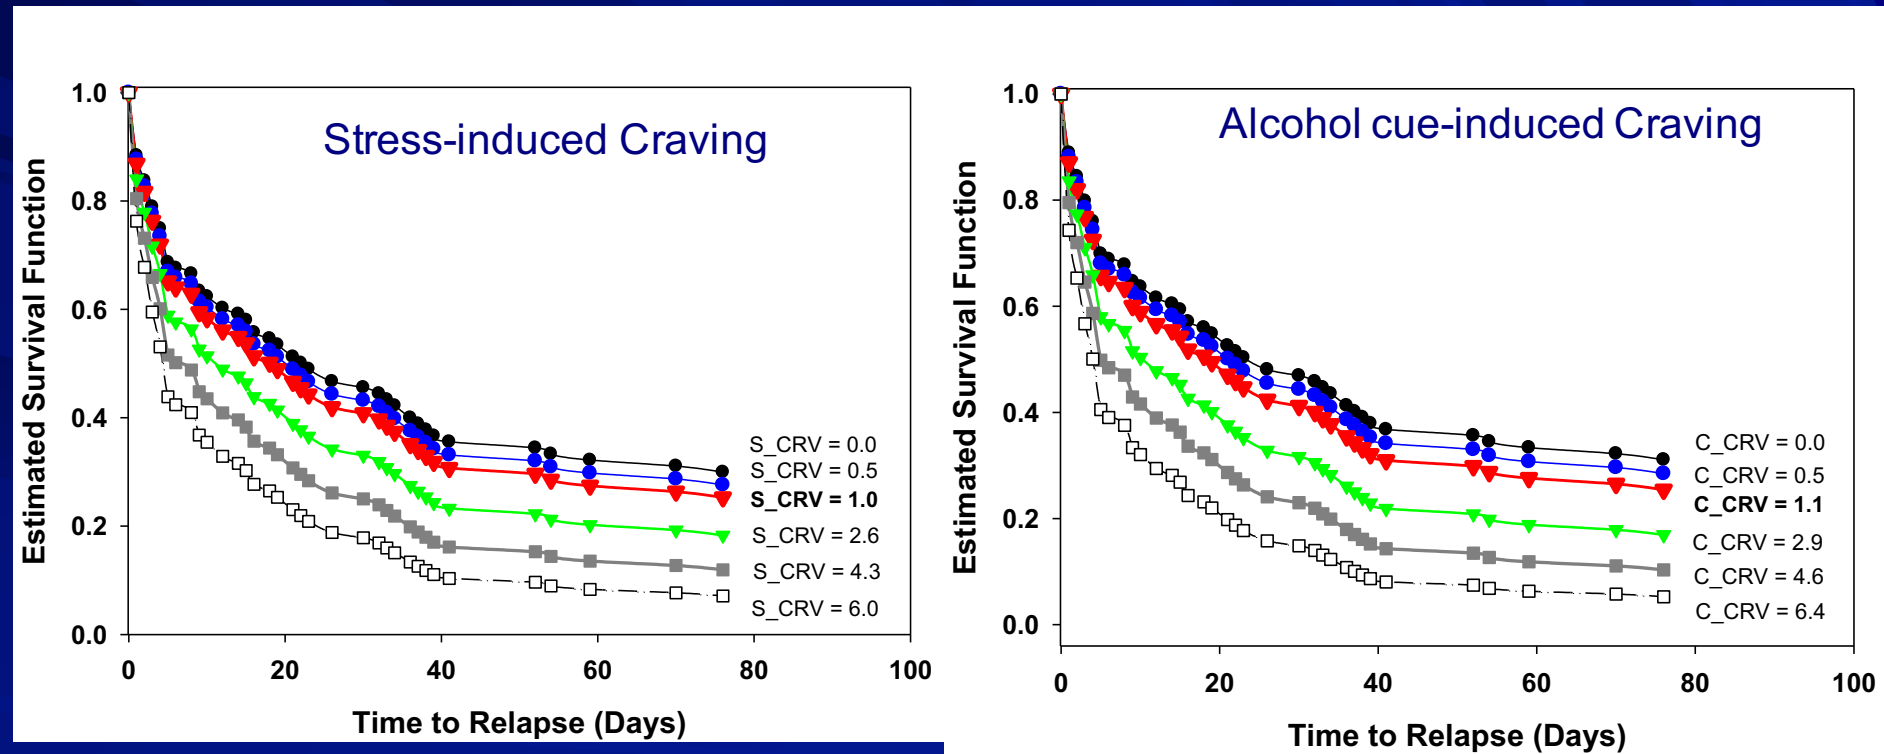 Stress-induced Craving
Estimated Survival Function
1.0
0.8
0.6
0.4
0.2
0.0
S_CRV = 0.0
S_CRV = 0.5
S_CRV = 1.0
S_CRV = 2.6
S_CRV = 4.3
S_CRV = 6.0
0 20 40 60 80 100
Time to Relapse (Days)
Alcohol cue-induced Craving
Estimated Survival Function
1.0
0.8
0.6
0.4
0.2
0.0
C_CRV = 0.0
C_CRV = 0.5
C_CRV = 1.1
C_CRV = 2.9
C_CRV = 4.6
C_CRV = 6.4
0 20 40 60 80 100
Time to Relapse (Days)